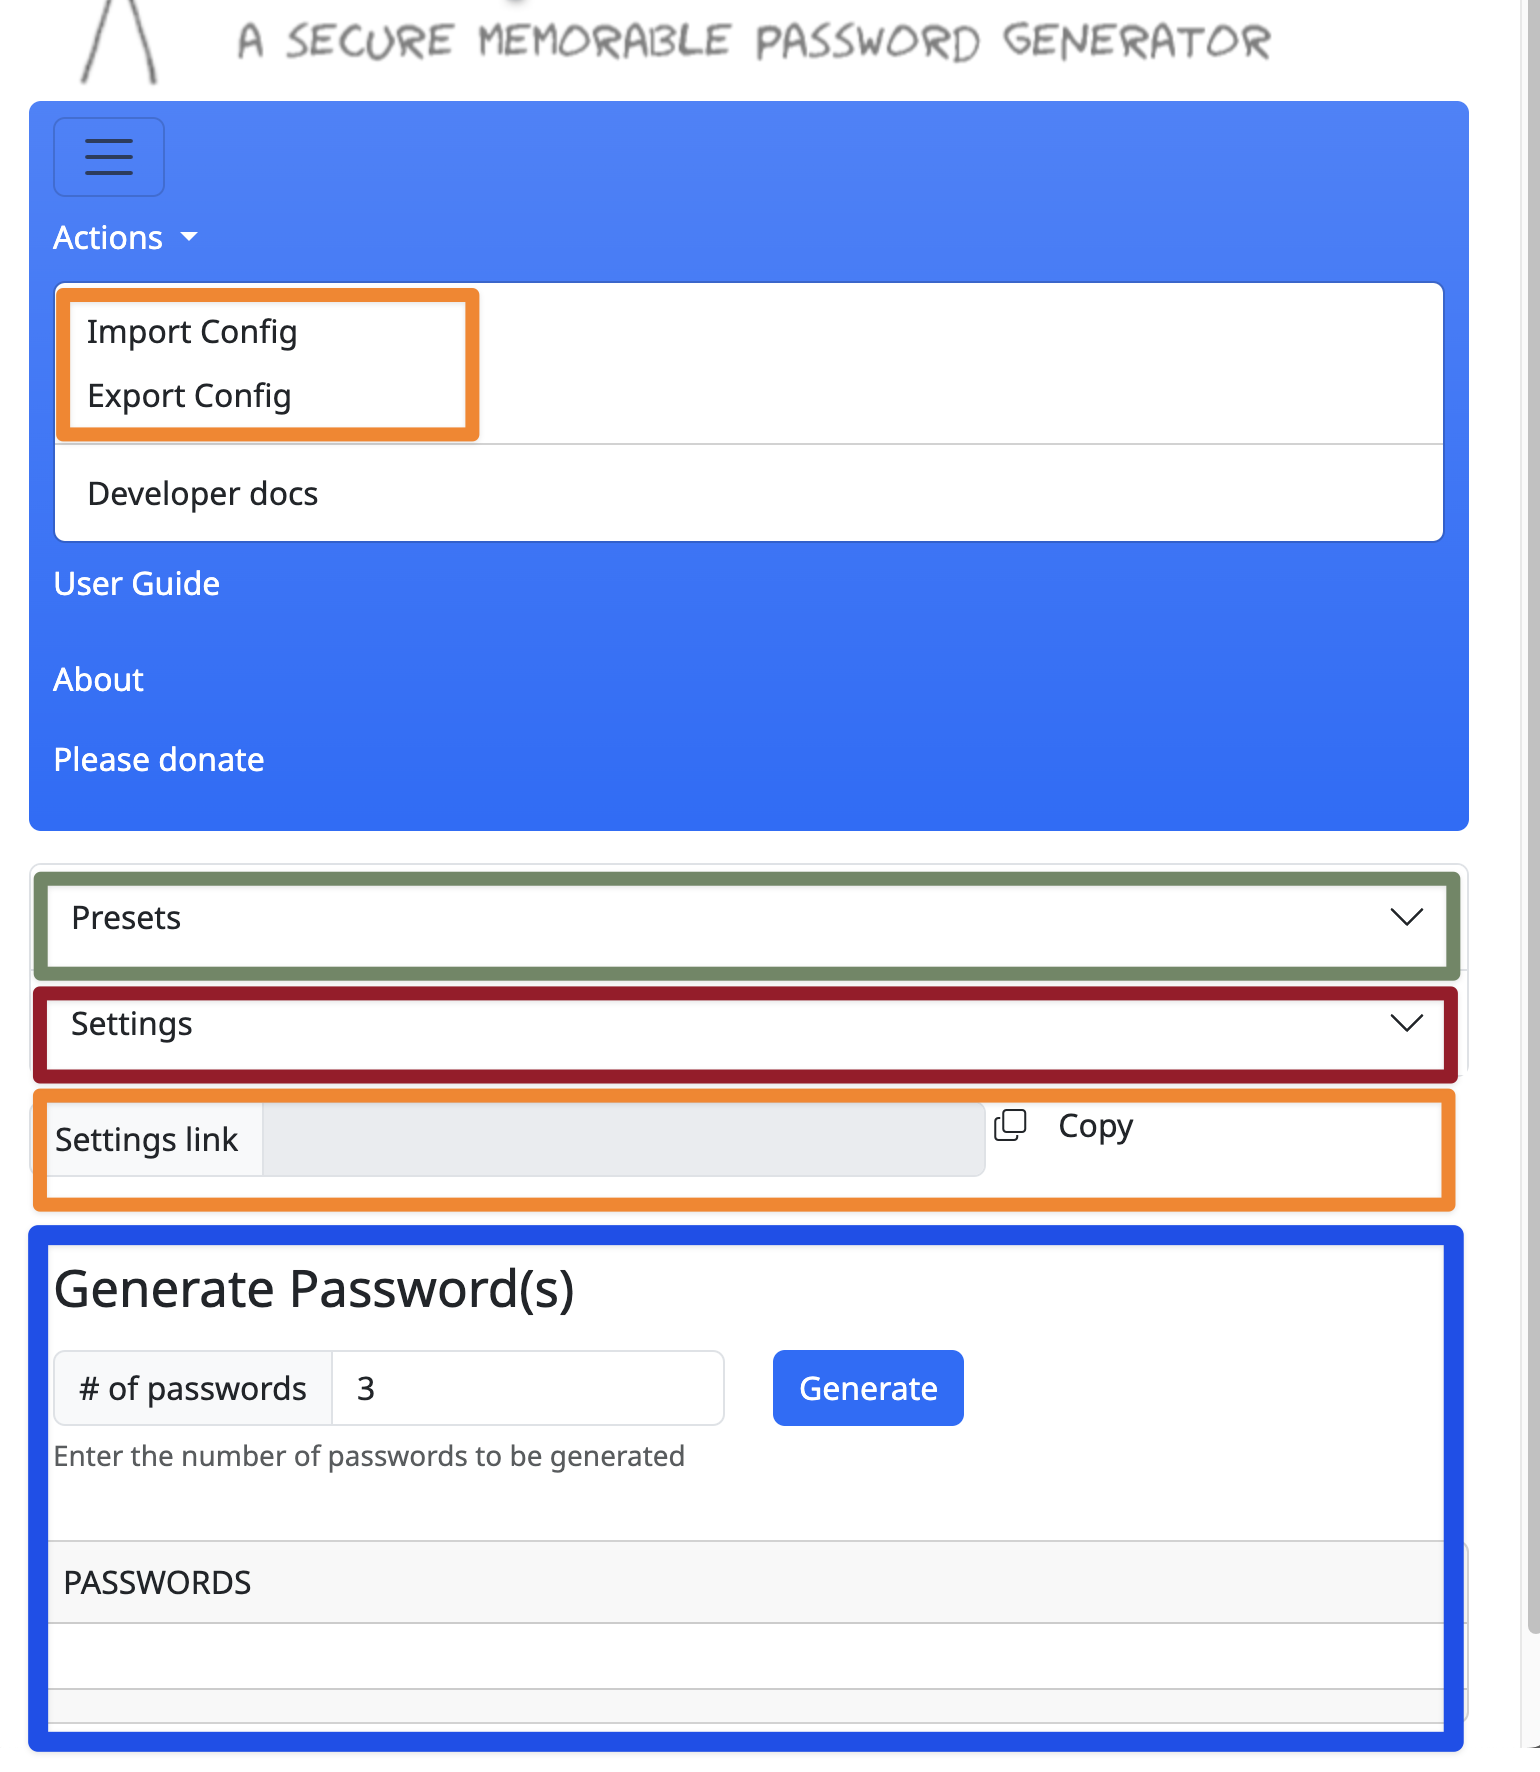 A SECURE MEMORABLE PASSWORD GENERATOR
Actions
Import Config
Export Config
Developer docs
User Guide
About
Please donate
Presets
Settings
Settings link
Copy
Generate Password(s)
# of passwords 3 Generate
Enter the number of passwords to be generated
PASSWORDS